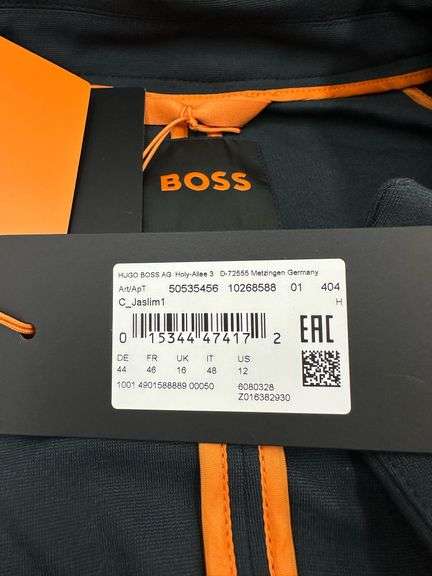 BOSS
HUGO BOSS AG Holy-Allee 3 D-72555 Metzingen Germany
Art/ApT 50535456 10268588 01 404
C_Jaslim1 H
0 15344 47417 2
EAC
DE FR UK IT US
44 46 16 48 12
1001 4901588889 00050 6080328
Z016382930